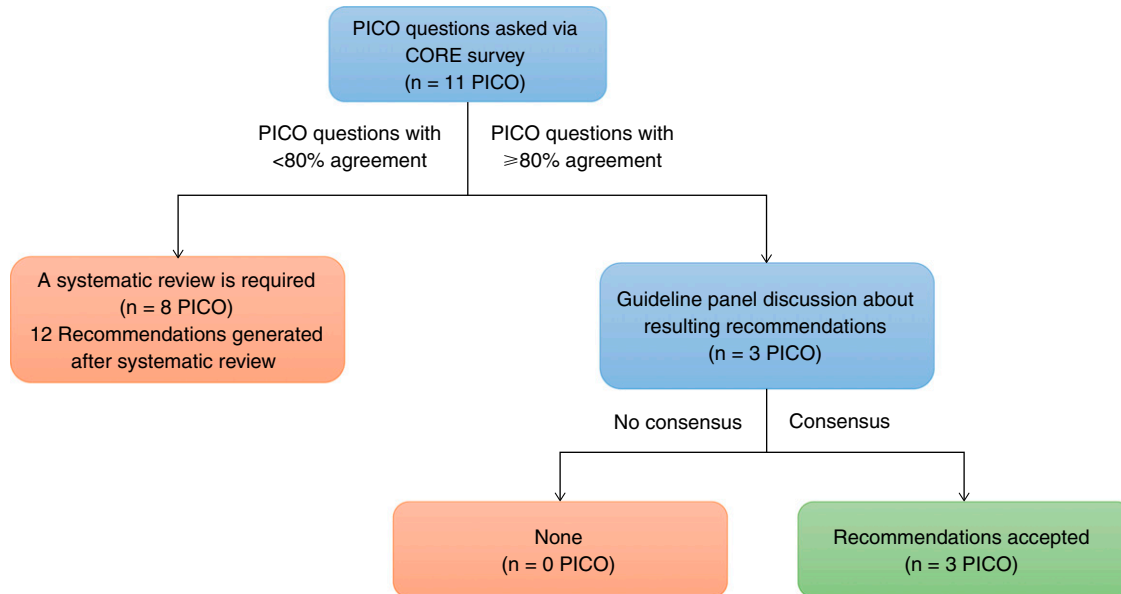 PICO questions asked via
CORE survey
(n = 11 PICO)
PICO questions with
<80% agreement
PICO questions with
⩾80% agreement
A systematic review is required
(n = 8 PICO)
12 Recommendations generated
after systematic review
Guideline panel discussion about
resulting recommendations
(n = 3 PICO)
No consensus
Consensus
None
(n = 0 PICO)
Recommendations accepted
(n = 3 PICO)